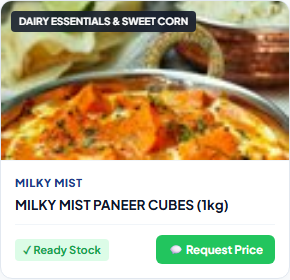 DAIRY ESSENTIALS & SWEET CORN
MILKY MIST
MILKY MIST PANEER CUBES (1kg)
✓ Ready Stock
Request Price